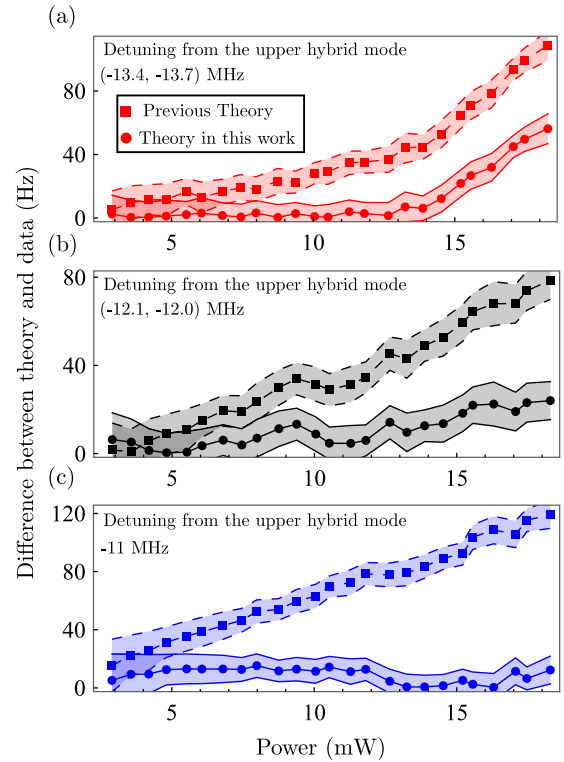 (a)
Detuning from the upper hybrid mode
(-13.4, -13.7) MHz
Previous Theory
Theory in this work
80
40
0
5 10 15
(b)
Detuning from the upper hybrid mode
(-12.1, -12.0) MHz
80
40
0
5 10 15
(c)
Detuning from the upper hybrid mode
-11 MHz
120
80
40
0
5 10 15
Power (mW)
Difference between theory and data (Hz)